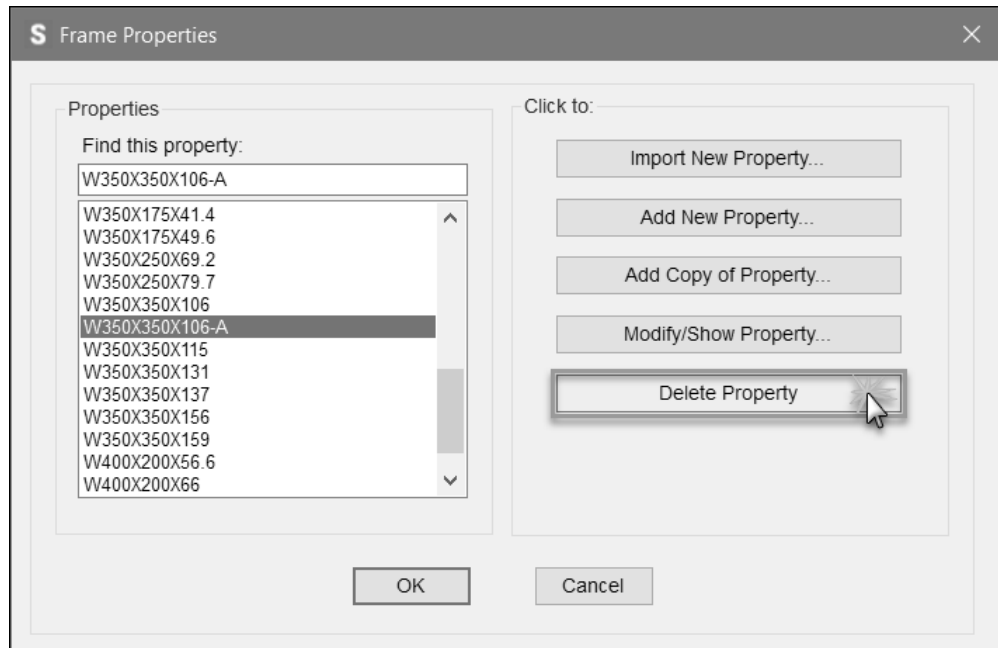 S Frame Properties
Properties
Find this property:
W350X350X106-A
W350X175X41.4
W350X175X49.6
W350X250X69.2
W350X250X79.7
W350X350X106
W350X350X106-A
W350X350X115
W350X350X131
W350X350X137
W350X350X156
W350X350X159
W400X200X56.6
W400X200X66
Click to:
Import New Property...
Add New Property...
Add Copy of Property...
Modify/Show Property...
Delete Property
OK
Cancel